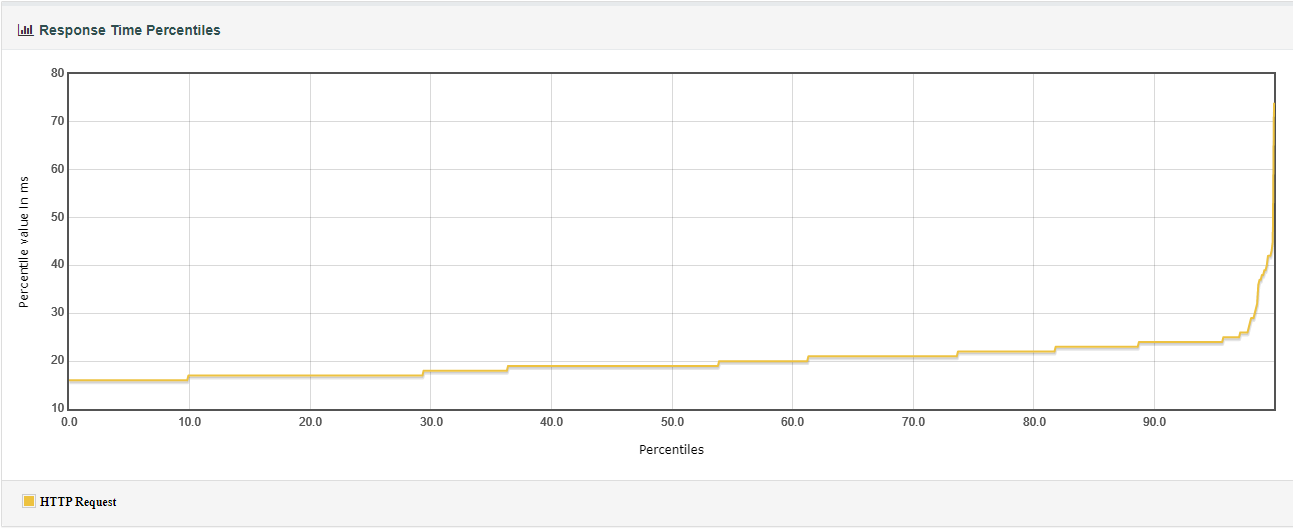 Response Time Percentiles
80
70
60
50
40
30
20
10
Percentile value in ms
0.0 10.0 20.0 30.0 40.0 50.0 60.0 70.0 80.0 90.0
Percentiles
HTTP Request